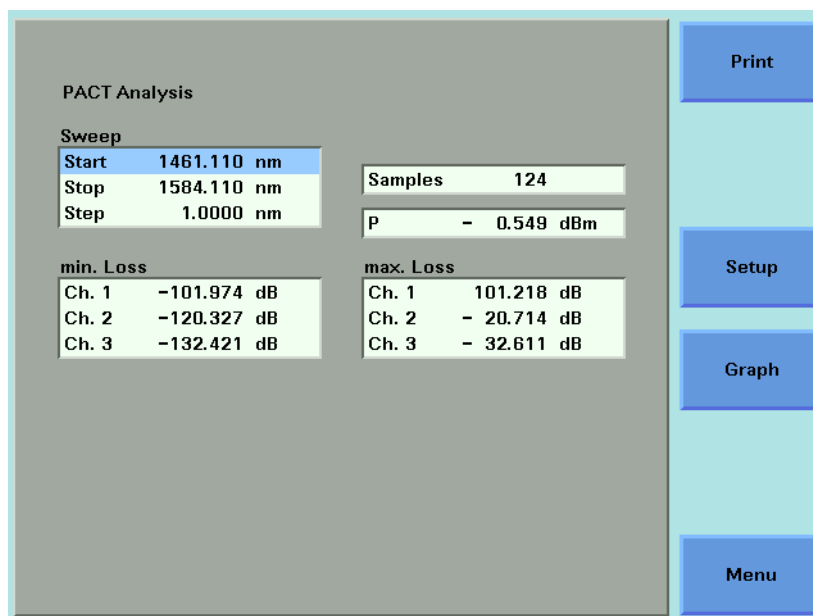 PACT Analysis
Sweep
Start 1461.110 nm
Stop 1584.110 nm
Step 1.0000 nm
Samples 124
P - 0.549 dBm
min. Loss
Ch. 1 -101.974 dB
Ch. 2 -120.327 dB
Ch. 3 -132.421 dB
max. Loss
Ch. 1 101.218 dB
Ch. 2 - 20.714 dB
Ch. 3 - 32.611 dB
Print
Setup
Graph
Menu